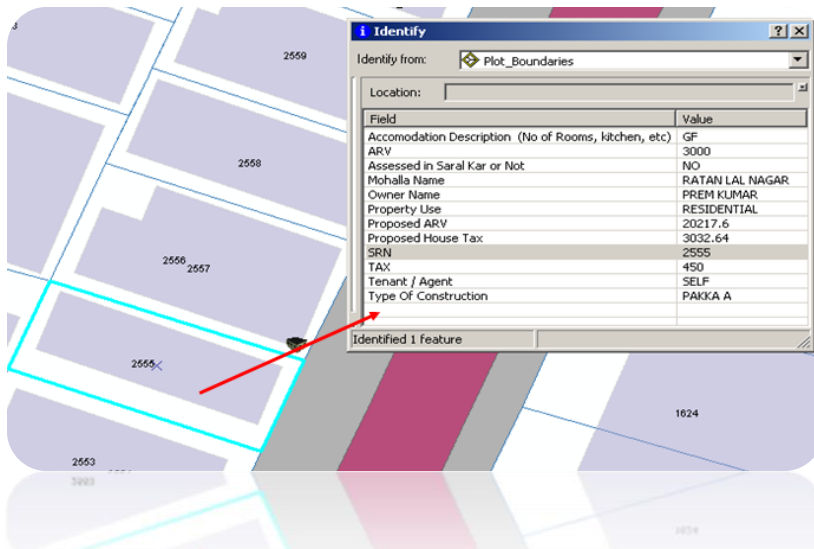 Identify
Identify from: Plot_Boundaries
Location:
Field Value
Accomodation Description (No of Rooms, kitchen, etc) GF
ARV 3000
Assessed in Saral Kar or Not NO
Mohalla Name RATAN LAL NAGAR
Owner Name PREM KUMAR
Property Use RESIDENTIAL
Proposed ARV 20217.6
Proposed House Tax 3032.64
SRN 2555
TAX 450
Tenant / Agent SELF
Type Of Construction PAKKA A
Identified 1 feature
2559
2558
2556
2557
2555
1624
2553